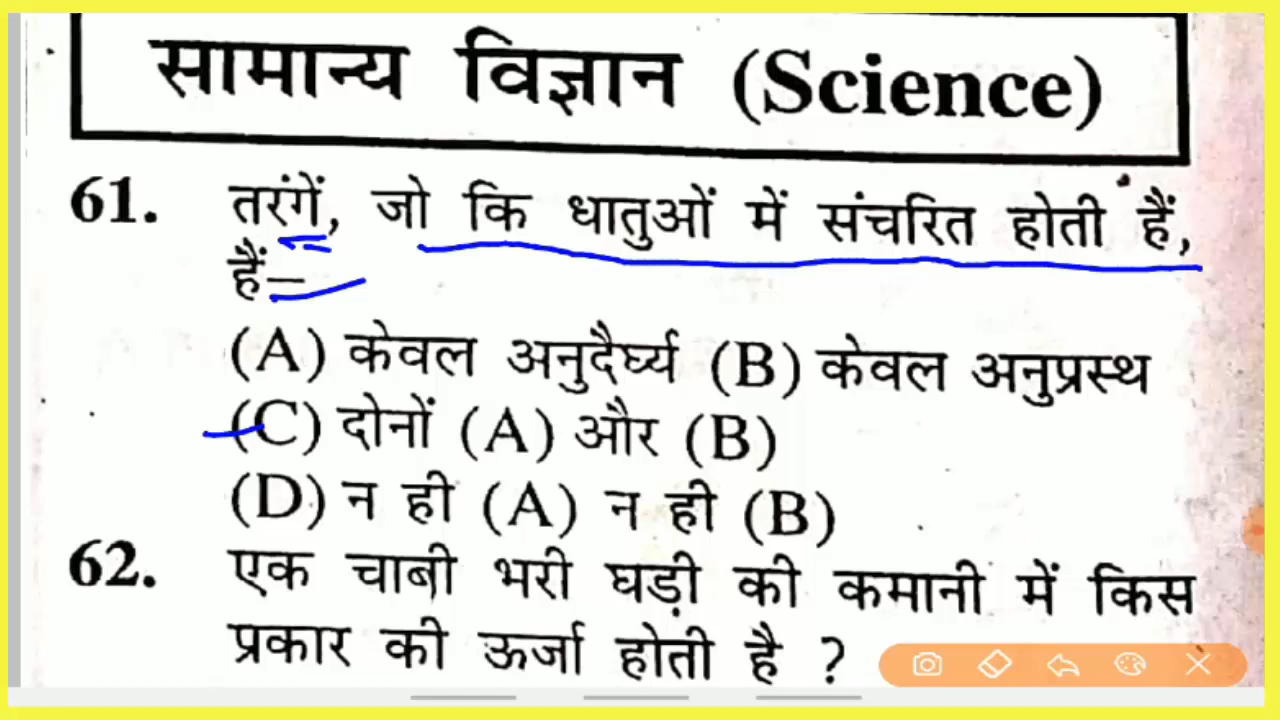 सामान्य विज्ञान (Science)
61. तरंगें, जो कि धातुओं में संचरित होती हैं,
हैं—
(A) केवल अनुदैर्घ्य (B) केवल अनुप्रस्थ
(C) दोनों (A) और (B)
(D) न ही (A) न ही (B)
62. एक चाबी भरी घड़ी की कमानी में किस
प्रकार की ऊर्जा होती है ?